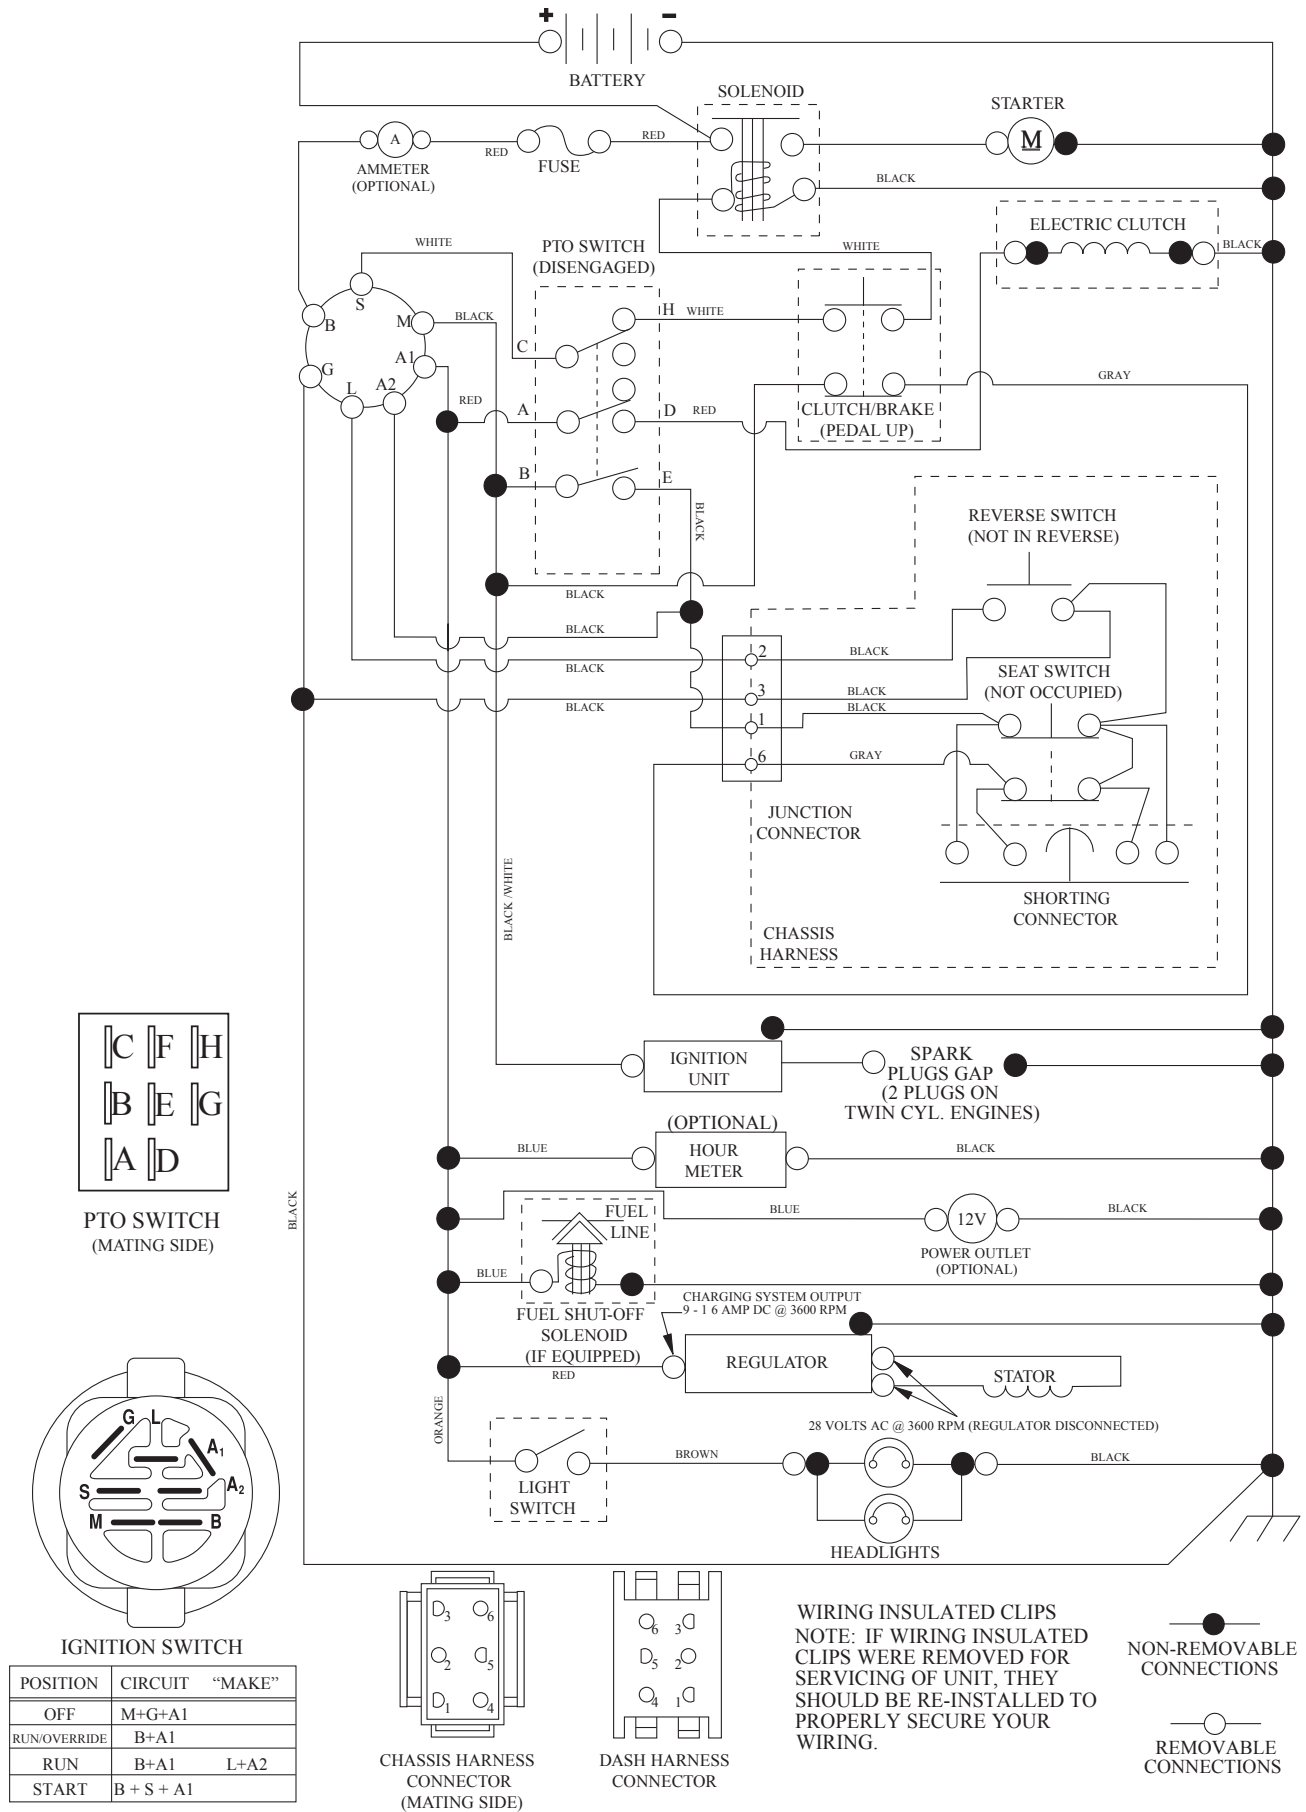 + –
BATTERY
SOLENOID
STARTER
A
RED
FUSE
RED
M
AMMETER
(OPTIONAL)
BLACK
ELECTRIC CLUTCH
WHITE
PTO SWITCH
(DISENGAGED)
WHITE
BLACK
S
B
M
BLACK
H
WHITE
C
A1
G
L
A2
GRAY
RED
A
D
RED
CLUTCH/BRAKE
(PEDAL UP)
B
E
BLACK
REVERSE SWITCH
(NOT IN REVERSE)
BLACK
BLACK
2
BLACK
BLACK
SEAT SWITCH
(NOT OCCUPIED)
3
BLACK
BLACK
BLACK
1
6
GRAY
JUNCTION
CONNECTOR
BLACK /WHITE
SHORTING
CONNECTOR
CHASSIS
HARNESS
C F H
B E G
A D
PTO SWITCH
(MATING SIDE)
IGNITION
UNIT
SPARK
PLUGS GAP
(2 PLUGS ON
TWIN CYL. ENGINES)
(OPTIONAL)
BLUE
HOUR
METER
BLACK
BLACK
FUEL
LINE
BLUE
12V
BLACK
POWER OUTLET
(OPTIONAL)
BLUE
FUEL SHUT-OFF
SOLENOID
(IF EQUIPPED)
CHARGING SYSTEM OUTPUT
9 - 1 6 AMP DC @ 3600 RPM
RED
REGULATOR
STATOR
28 VOLTS AC @ 3600 RPM (REGULATOR DISCONNECTED)
ORANGE
BROWN
BLACK
LIGHT
SWITCH
HEADLIGHTS
G L
A1
S
A2
M
B
IGNITION SWITCH
POSITION CIRCUIT “MAKE”
OFF M+G+A1
RUN/OVERRIDE B+A1
RUN B+A1 L+A2
START B + S + A1
3 6
2 5
1 4
CHASSIS HARNESS
CONNECTOR
(MATING SIDE)
6 3
5 2
4 1
DASH HARNESS
CONNECTOR
WIRING INSULATED CLIPS
NOTE: IF WIRING INSULATED
CLIPS WERE REMOVED FOR
SERVICING OF UNIT, THEY
SHOULD BE RE-INSTALLED TO
PROPERLY SECURE YOUR
WIRING.
NON-REMOVABLE
CONNECTIONS
REMOVABLE
CONNECTIONS